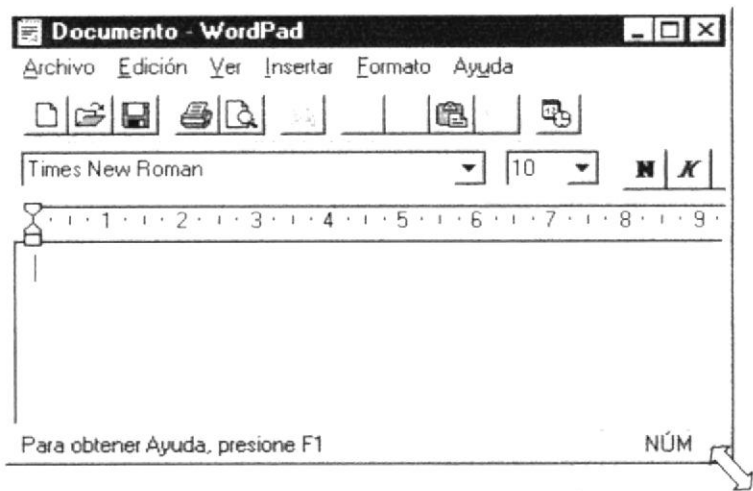 Documento - WordPad
Archivo Edición Ver Insertar Formato Ayuda
Times New Roman 10 N K
1 2 3 4 5 6 7 8 9
Para obtener Ayuda, presione F1 NÚM